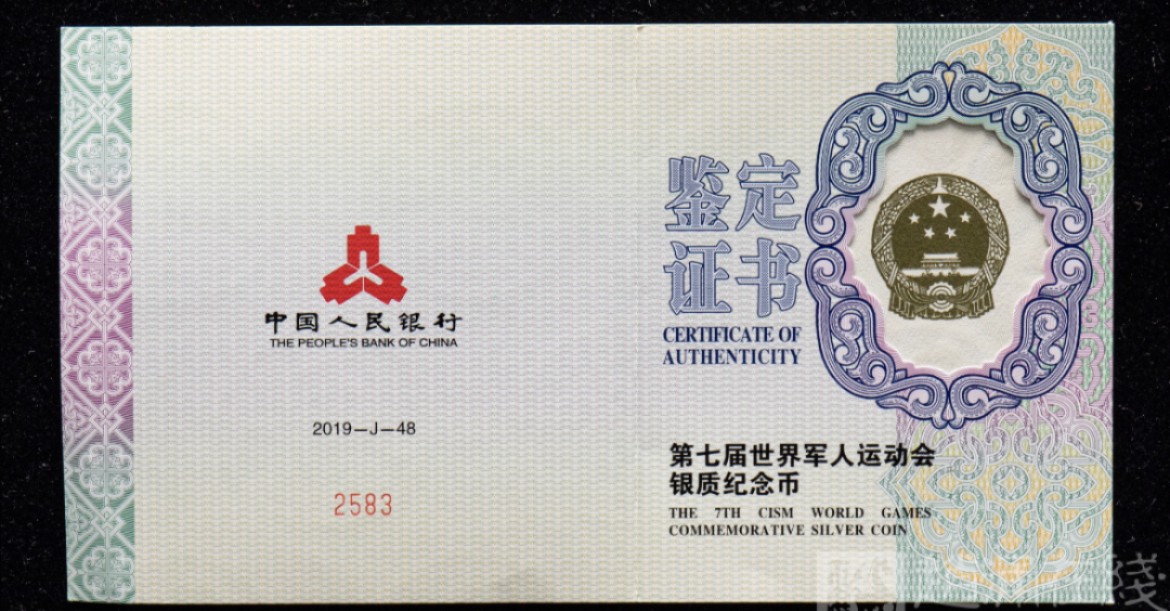 中国人民银行
THE PEOPLE'S BANK OF CHINA
2019-J-48
2583
鉴定
证书
CERTIFICATE OF
AUTHENTICITY
第七届世界军人运动会
银质纪念币
THE 7TH CISM WORLD GAMES
COMMEMORATIVE SILVER COIN